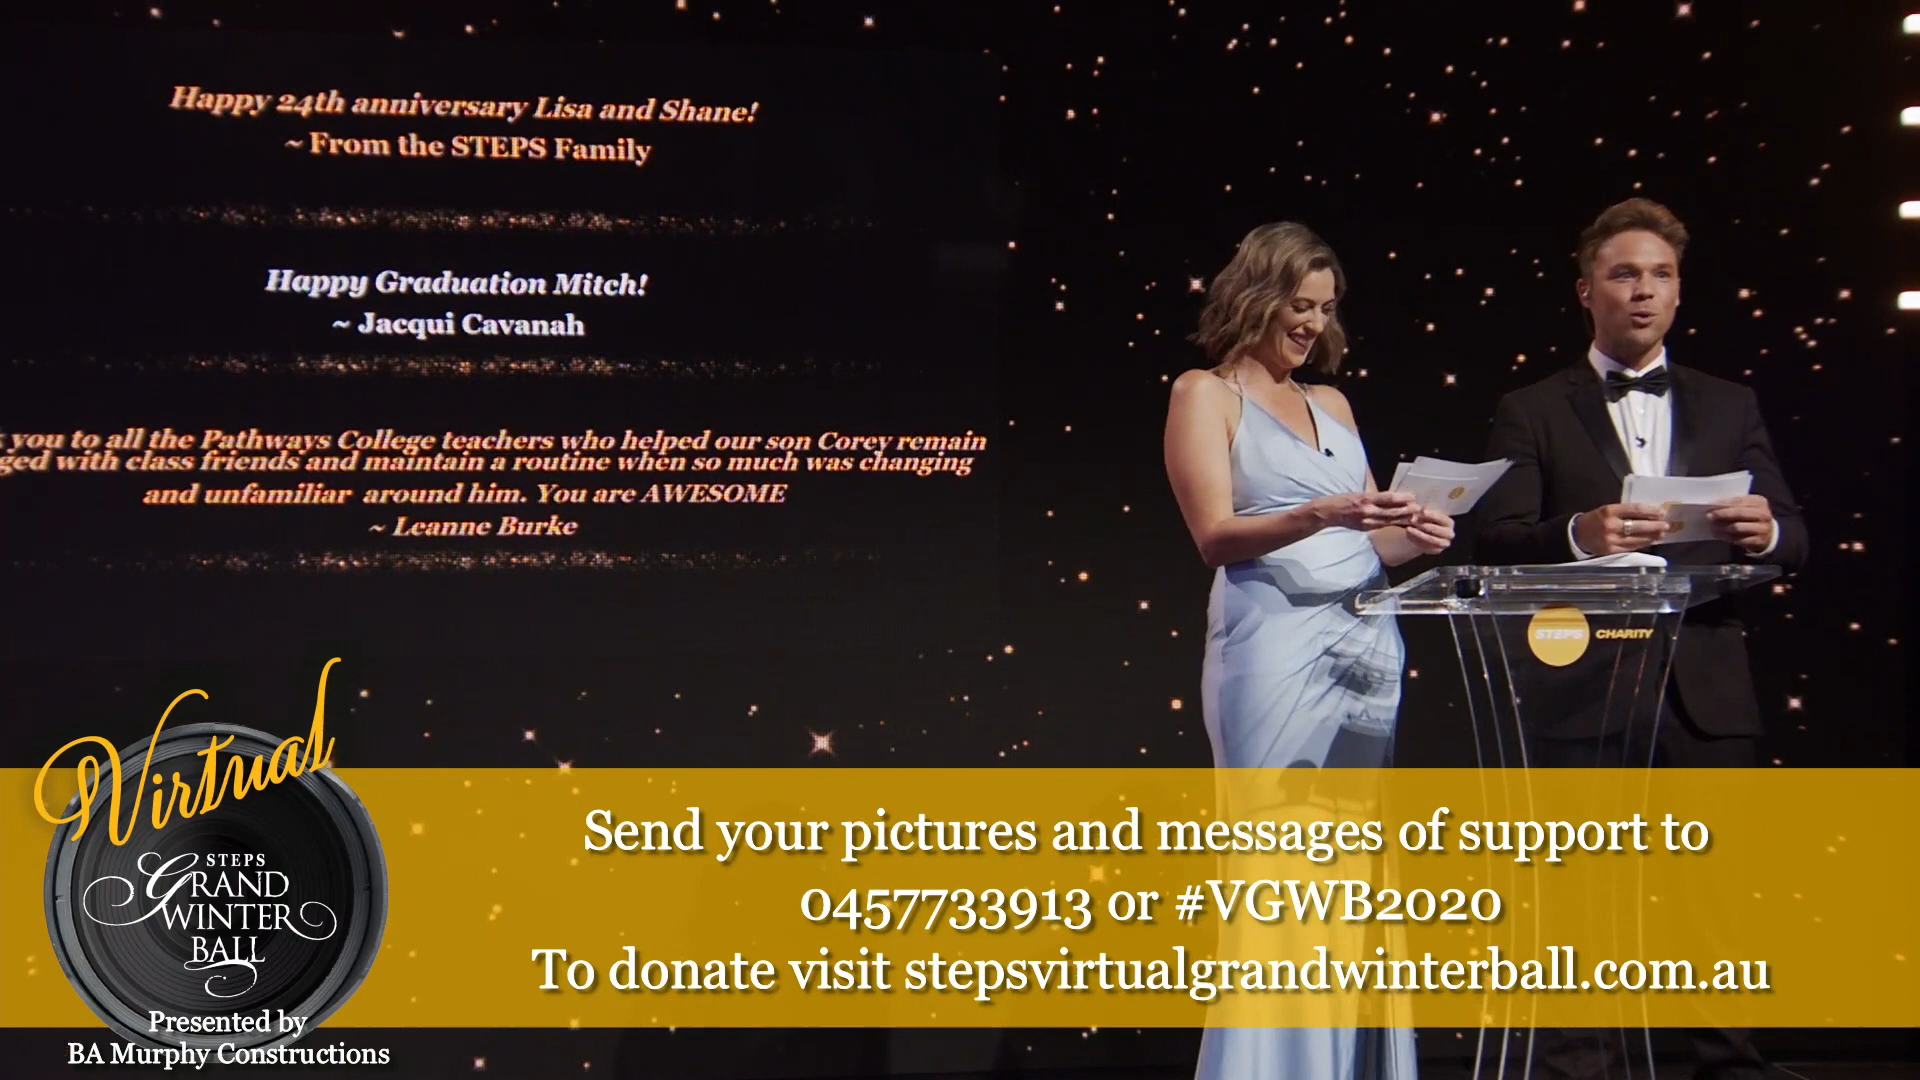 Happy 24th anniversary Lisa and Shane!
~ From the STEPS Family
Happy Graduation Mitch!
~ Jacqui Cavanah
you to all the Pathways College teachers who helped our son Corey remain
with class friends and maintain a routine when so much was changing
and unfamiliar around him. You are AWESOME
~ Leanne Burke
STEPS CHARITY
Virtual
STEPS
GRAND
WINTER
BALL
Presented by
BA Murphy Constructions
Send your pictures and messages of support to
0457733913 or #VGWB2020
To donate visit stepsvirtualgrandwinterball.com.au